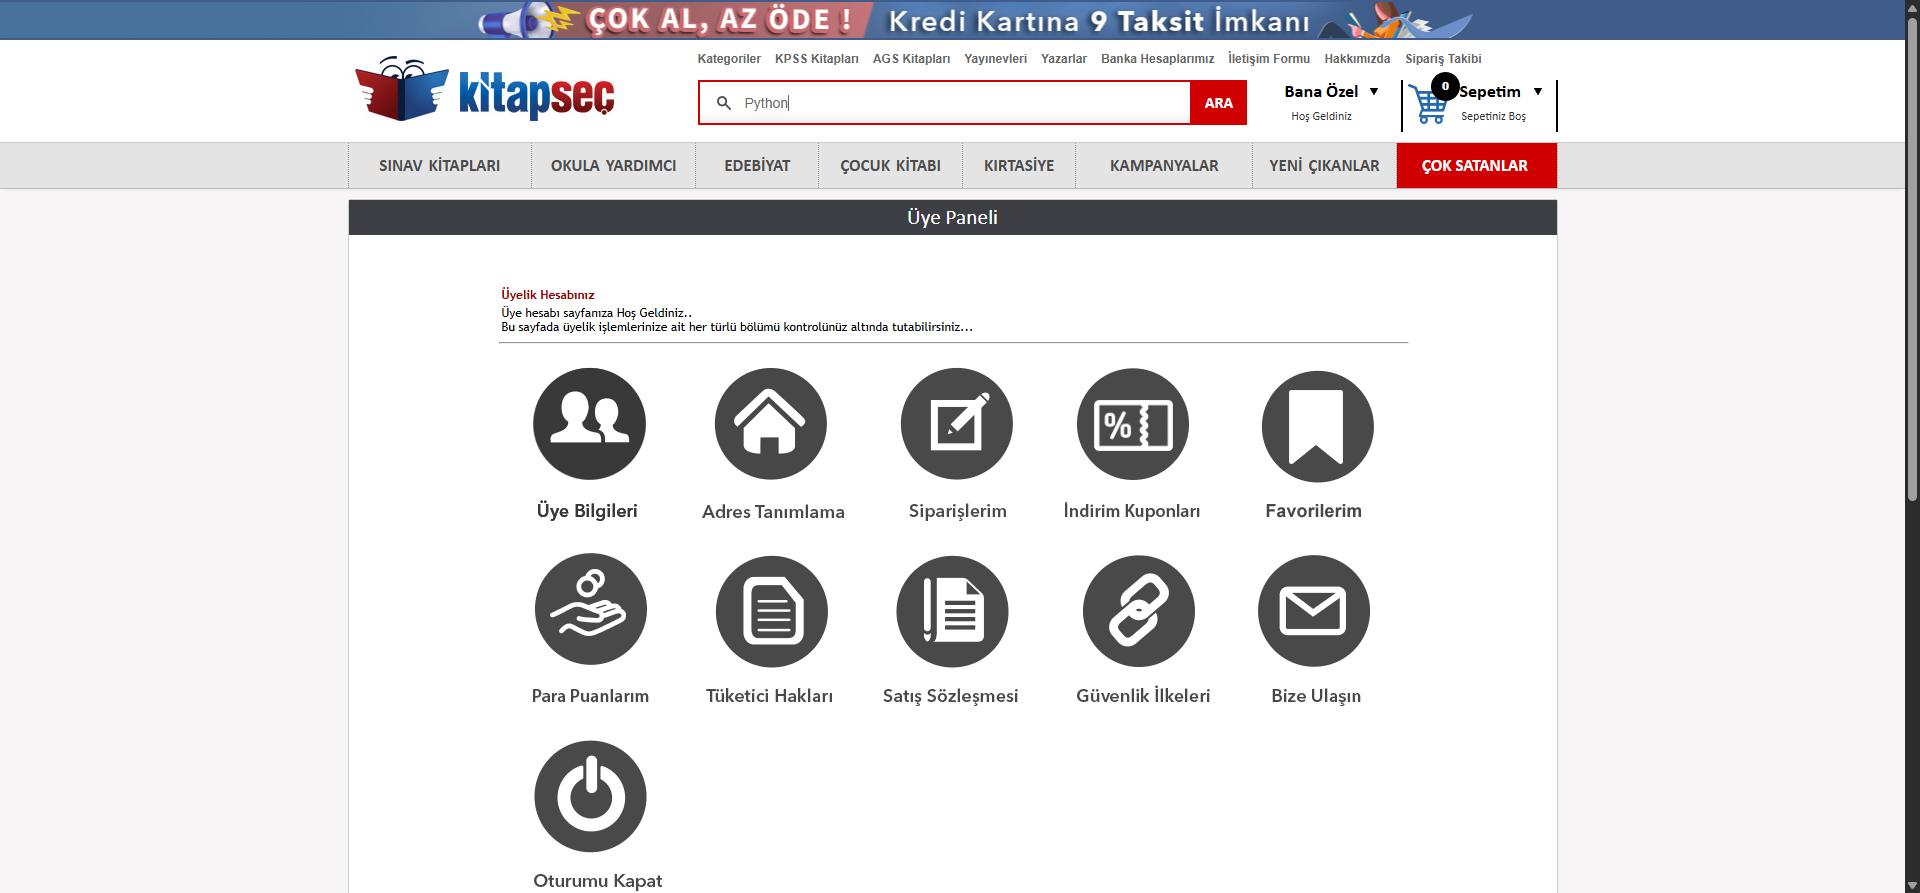 ÇOK AL, AZ ÖDE ! Kredi Kartına 9 Taksit İmkanı
Kategoriler KPSS Kitapları AGS Kitapları Yayınevleri Yazarlar Banka Hesaplarımız İletişim Formu Hakkımızda Sipariş Takibi
kitapseç
Python
ARA
Bana Özel ▼
Hoş Geldiniz
0
Sepetim ▼
Sepetiniz Boş
SINAV KİTAPLARI OKULA YARDIMCI EDEBİYAT ÇOCUK KİTABI KIRTASİYE KAMPANYALAR YENİ ÇIKANLAR ÇOK SATANLAR
Üye Paneli
Üyelik Hesabınız
Üye hesabı sayfanıza Hoş Geldiniz..
Bu sayfada üyelik işlemlerinize ait her türlü bölümü kontrolünüz altında tutabilirsiniz...
%
Üye Bilgileri Adres Tanımlama Siparişlerim İndirim Kuponları Favorilerim
Para Puanlarım Tüketici Hakları Satış Sözleşmesi Güvenlik İlkeleri Bize Ulaşın
Oturumu Kapat